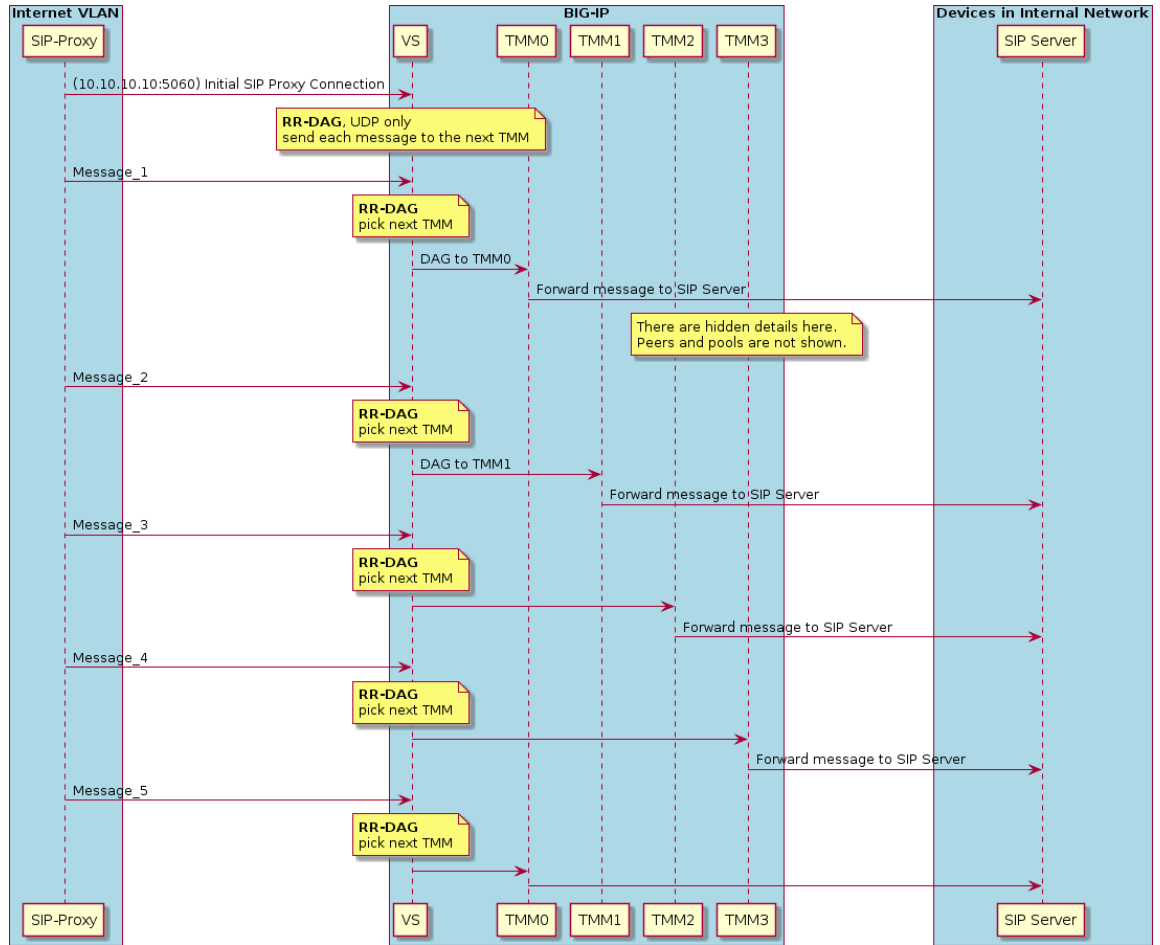 Internet VLAN
BIG-IP
Devices in Internal Network
SIP-Proxy
VS
TMM0
TMM1
TMM2
TMM3
SIP Server
(10.10.10.10:5060) Initial SIP Proxy Connection
RR-DAG, UDP only
send each message to the next TMM
Message_1
RR-DAG
pick next TMM
DAG to TMM0
Forward message to SIP Server
There are hidden details here.
Peers and pools are not shown.
Message_2
RR-DAG
pick next TMM
DAG to TMM1
Forward message to SIP Server
Message_3
RR-DAG
pick next TMM
Forward message to SIP Server
Message_4
RR-DAG
pick next TMM
Forward message to SIP Server
Message_5
RR-DAG
pick next TMM
SIP-Proxy
VS
TMM0
TMM1
TMM2
TMM3
SIP Server